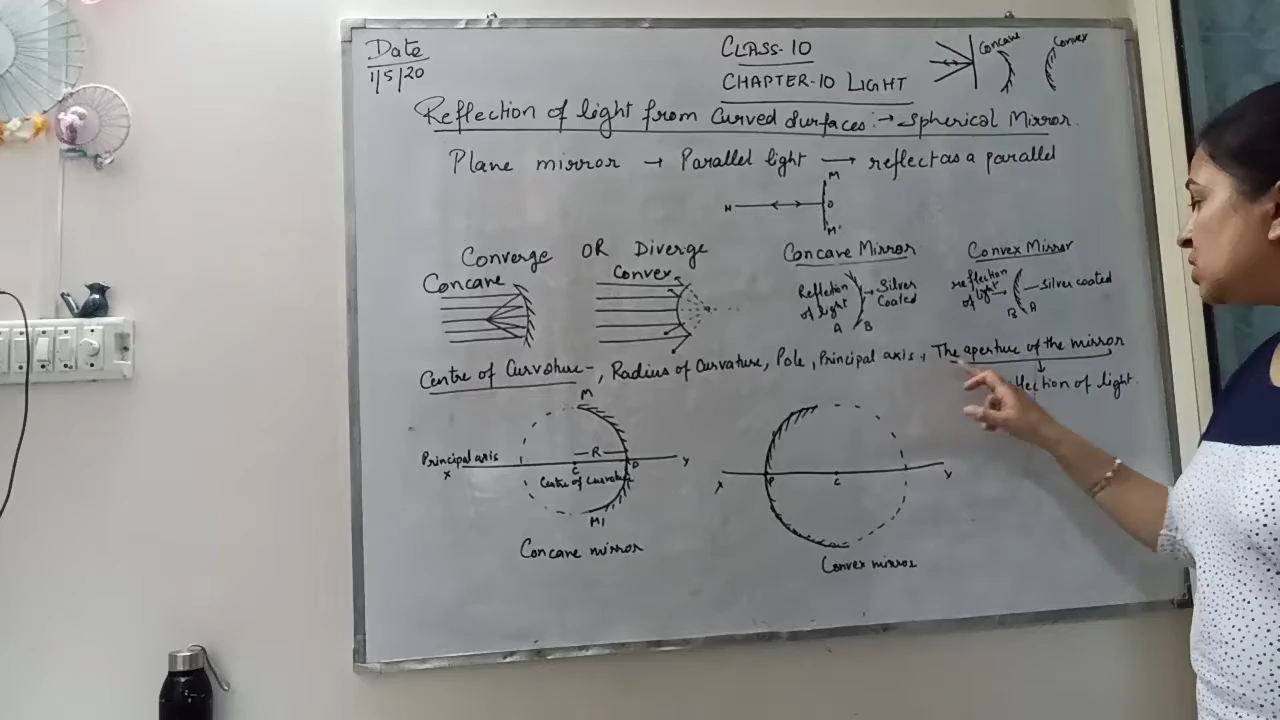 Date
1/5/20
CLASS-10
CHAPTER-10 LIGHT
Concave
Convex
Reflection of light from Curved Surfaces :→ Spherical Mirror.
Plane mirror → Parallel light → reflect as a parallel
M
N
O
M'
Converge OR Diverge
Concave
Convex
Concave Mirror
Refletion of light
Silver Coated
A
B
Convex Mirror
reflection of light
Silver coated
B
A
Centre of Curvature -, Radius of Curvature, Pole, Principal axis, The aperture of the mirror
of light.
M
Principal axis
X
R
C
P
Y
Centre of Curvature
M1
Concave mirror
X
P
C
Y
Convex mirror